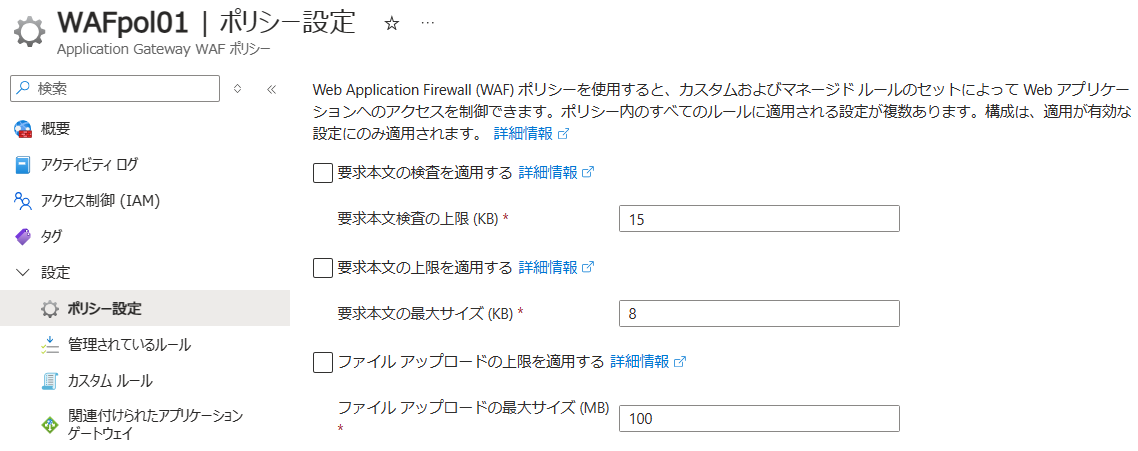 WAFpol01 | ポリシー設定
Application Gateway WAF ポリシー
検索
概要
アクティビティ ログ
アクセス制御 (IAM)
タグ
設定
ポリシー設定
管理されているルール
カスタム ルール
関連付けられたアプリケーション
ゲートウェイ
Web Application Firewall (WAF) ポリシーを使用すると、カスタムおよびマネージド ルールのセットによって Web アプリケー
ションへのアクセスを制御できます。ポリシー内のすべてのルールに適用される設定が複数あります。構成は、適用が有効な
設定にのみ適用されます。 詳細情報
要求本文の検査を適用する 詳細情報
要求本文検査の上限 (KB) * 15
要求本文の上限を適用する 詳細情報
要求本文の最大サイズ (KB) * 8
ファイル アップロードの上限を適用する 詳細情報
ファイル アップロードの最大サイズ (MB)
* 100